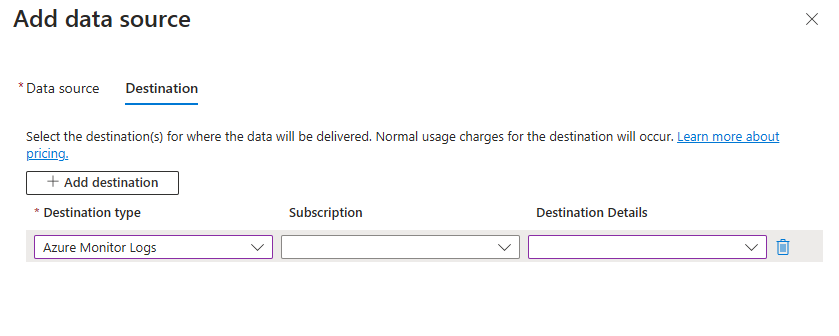 Add data source
* Data source Destination
Select the destination(s) for where the data will be delivered. Normal usage charges for the destination will occur. Learn more about
pricing.
+ Add destination
* Destination type Subscription Destination Details
Azure Monitor Logs